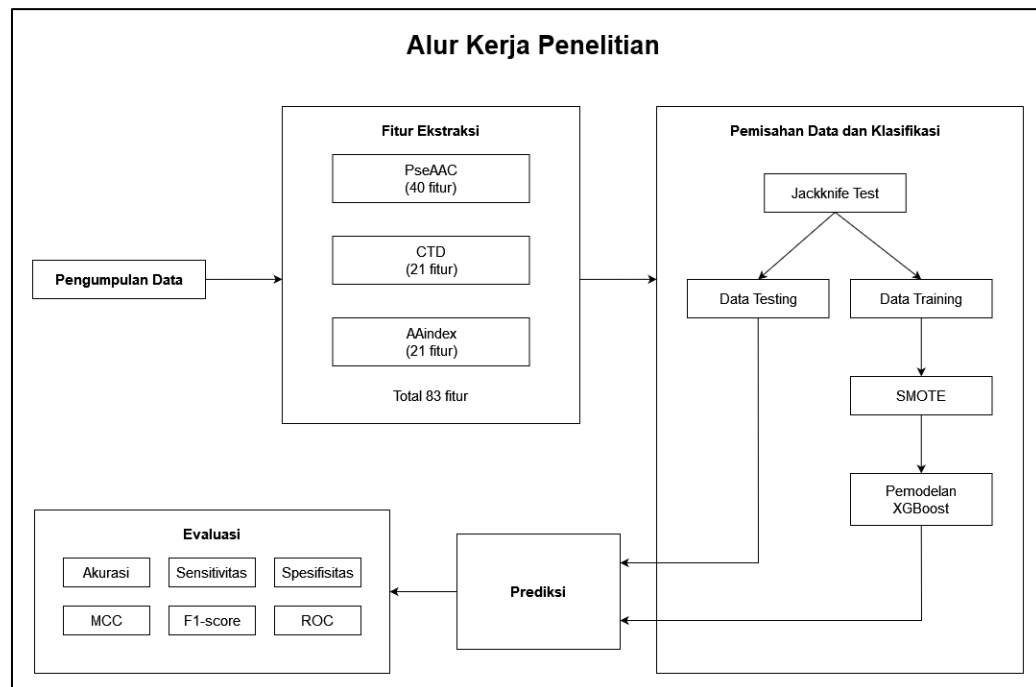 Alur Kerja Penelitian
Pengumpulan Data
Fitur Ekstraksi
PseAAC
(40 fitur)
CTD
(21 fitur)
AAindex
(21 fitur)
Total 83 fitur
Pemisahan Data dan Klasifikasi
Jackknife Test
Data Testing
Data Training
SMOTE
Pemodelan
XGBoost
Prediksi
Evaluasi
Akurasi
Sensitivitas
Spesifisitas
MCC
F1-score
ROC